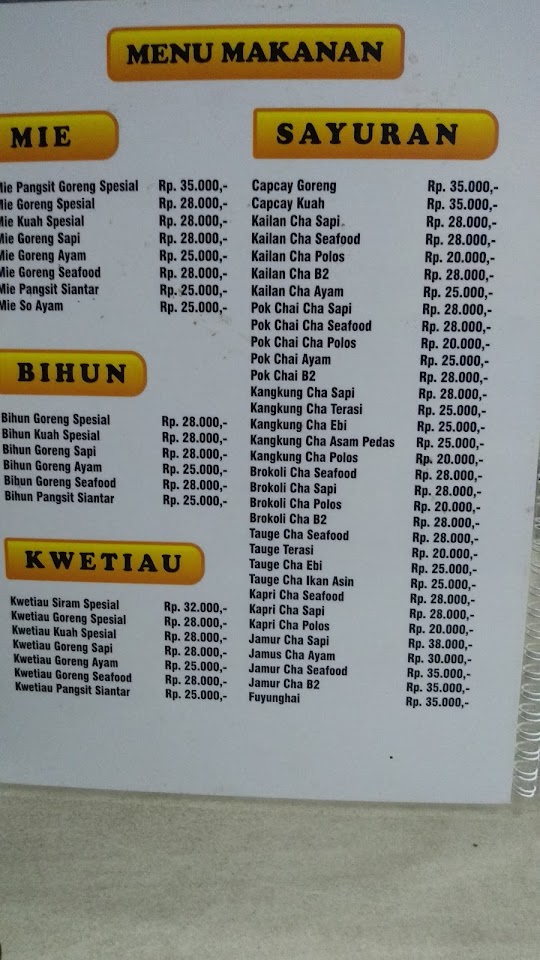 MENU MAKANAN
MIE
Mie Pangsit Goreng Spesial Rp. 35.000,-
Mie Goreng Spesial Rp. 28.000,-
Mie Kuah Spesial Rp. 28.000,-
Mie Goreng Sapi Rp. 28.000,-
Mie Goreng Ayam Rp. 25.000,-
Mie Goreng Seafood Rp. 28.000,-
Mie Pangsit Siantar Rp. 25.000,-
Mie So Ayam Rp. 25.000,-
BIHUN
Bihun Goreng Spesial Rp. 28.000,-
Bihun Kuah Spesial Rp. 28.000,-
Bihun Goreng Sapi Rp. 28.000,-
Bihun Goreng Ayam Rp. 25.000,-
Bihun Goreng Seafood Rp. 28.000,-
Bihun Pangsit Siantar Rp. 25.000,-
KWETIAU
Kwetiau Siram Spesial Rp. 32.000,-
Kwetiau Goreng Spesial Rp. 28.000,-
Kwetiau Kuah Spesial Rp. 28.000,-
Kwetiau Goreng Sapi Rp. 28.000,-
Kwetiau Goreng Ayam Rp. 25.000,-
Kwetiau Goreng Seafood Rp. 28.000,-
Kwetiau Pangsit Siantar Rp. 25.000,-
SAYURAN
Capcay Goreng Rp. 35.000,-
Capcay Kuah Rp. 35.000,-
Kailan Cha Sapi Rp. 28.000,-
Kailan Cha Seafood Rp. 28.000,-
Kailan Cha Polos Rp. 20.000,-
Kailan Cha B2 Rp. 28.000,-
Kailan Cha Ayam Rp. 25.000,-
Pok Chai Cha Sapi Rp. 28.000,-
Pok Chai Cha Seafood Rp. 28.000,-
Pok Chai Cha Polos Rp. 20.000,-
Pok Chai Ayam Rp. 25.000,-
Pok Chai B2 Rp. 28.000,-
Kangkung Cha Sapi Rp. 28.000,-
Kangkung Cha Terasi Rp. 25.000,-
Kangkung Cha Ebi Rp. 25.000,-
Kangkung Cha Asam Pedas Rp. 25.000,-
Kangkung Cha Polos Rp. 20.000,-
Brokoli Cha Seafood Rp. 28.000,-
Brokoli Cha Sapi Rp. 28.000,-
Brokoli Cha Polos Rp. 20.000,-
Brokoli Cha B2 Rp. 28.000,-
Tauge Cha Seafood Rp. 28.000,-
Tauge Terasi Rp. 20.000,-
Tauge Cha Ebi Rp. 25.000,-
Tauge Cha Ikan Asin Rp. 25.000,-
Kapri Cha Seafood Rp. 28.000,-
Kapri Cha Sapi Rp. 28.000,-
Kapri Cha Polos Rp. 20.000,-
Jamur Cha Sapi Rp. 38.000,-
Jamus Cha Ayam Rp. 30.000,-
Jamur Cha Seafood Rp. 35.000,-
Jamur Cha B2 Rp. 35.000,-
Fuyunghai Rp. 35.000,-